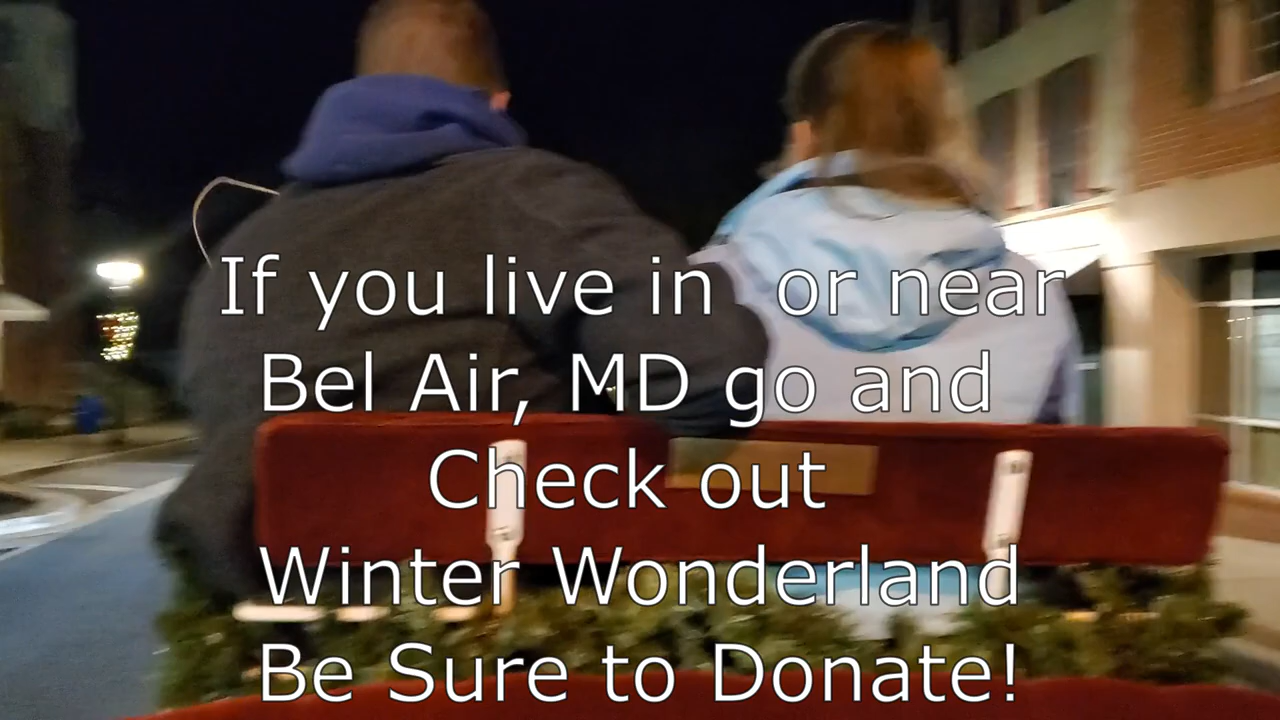 If you live in  or near
Bel Air, MD go and
Check out
Winter Wonderland
Be Sure to Donate!